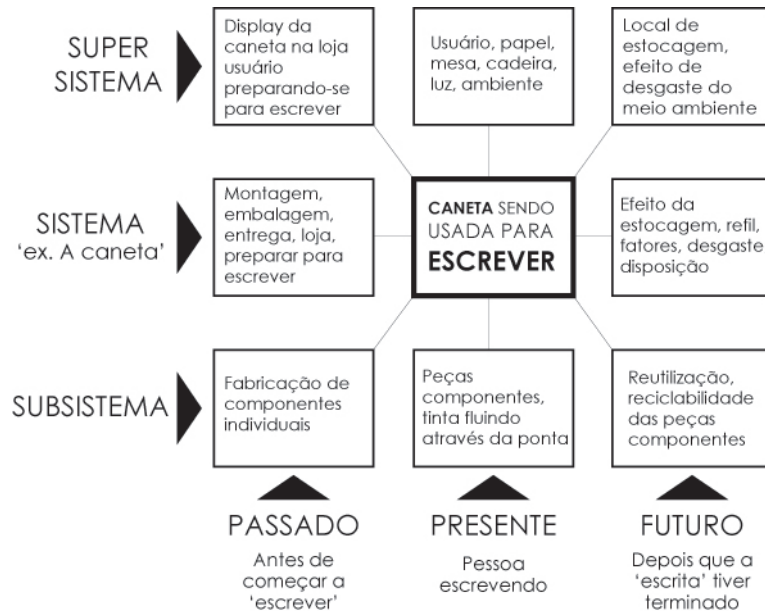 SUPER
SISTEMA
Display da
caneta na loja
usuário
preparando-se
para escrever
Usuário, papel,
mesa, cadeira,
luz, ambiente
Local de
estocagem,
efeito de
desgaste do
meio ambiente
SISTEMA
'ex. A caneta'
Montagem,
embalagem,
entrega, loja,
preparar para
escrever
CANETA SENDO
USADA PARA
ESCREVER
Efeito da
estocagem, refil,
fatores, desgaste
disposição
SUBSISTEMA
Fabricação de
componentes
individuais
Peças
componentes,
tinta fluindo
através da ponta
Reutilização,
reciclabilidade
das peças
componentes
PASSADO
Antes de
começar a
'escrever'
PRESENTE
Pessoa
escrevendo
FUTURO
Depois que a
'escrita' tiver
terminado